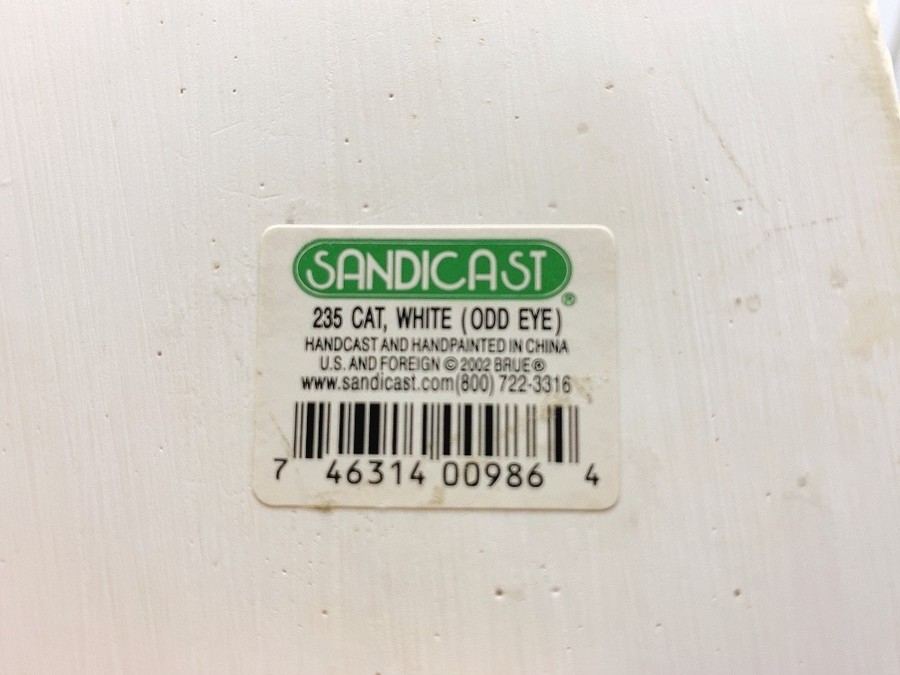 SANDICAST®
235 CAT, WHITE (ODD EYE)
HANDCAST AND HANDPAINTED IN CHINA
U.S. AND FOREIGN © 2002 BRUE®
www.sandicast.com(800) 722-3316
7 46314 00986 4